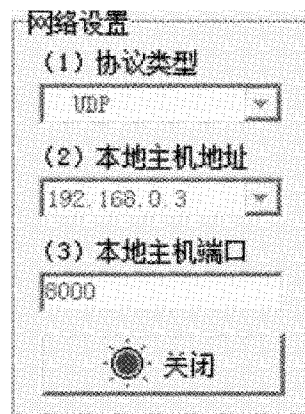 网络设置
(1) 协议类型
UDP
(2) 本地主机地址
192.168.0.3
(3) 本地主机端口
8000
关闭